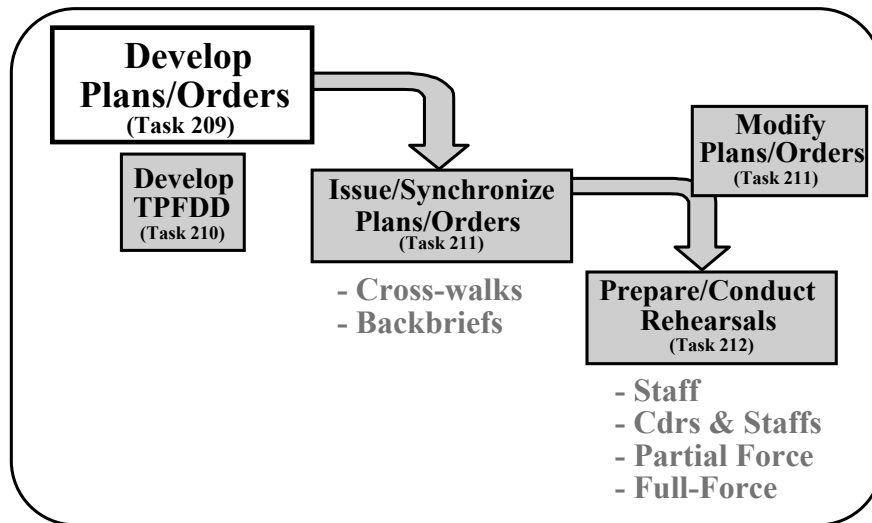 Develop
Plans/Orders
(Task 209)
Develop
TPFDD
(Task 210)
Issue/Synchronize
Plans/Orders
(Task 211)
- Cross-walks
- Backbriefs
Modify
Plans/Orders
(Task 211)
Prepare/Conduct
Rehearsals
(Task 212)
- Staff
- Cdrs & Staffs
- Partial Force
- Full-Force